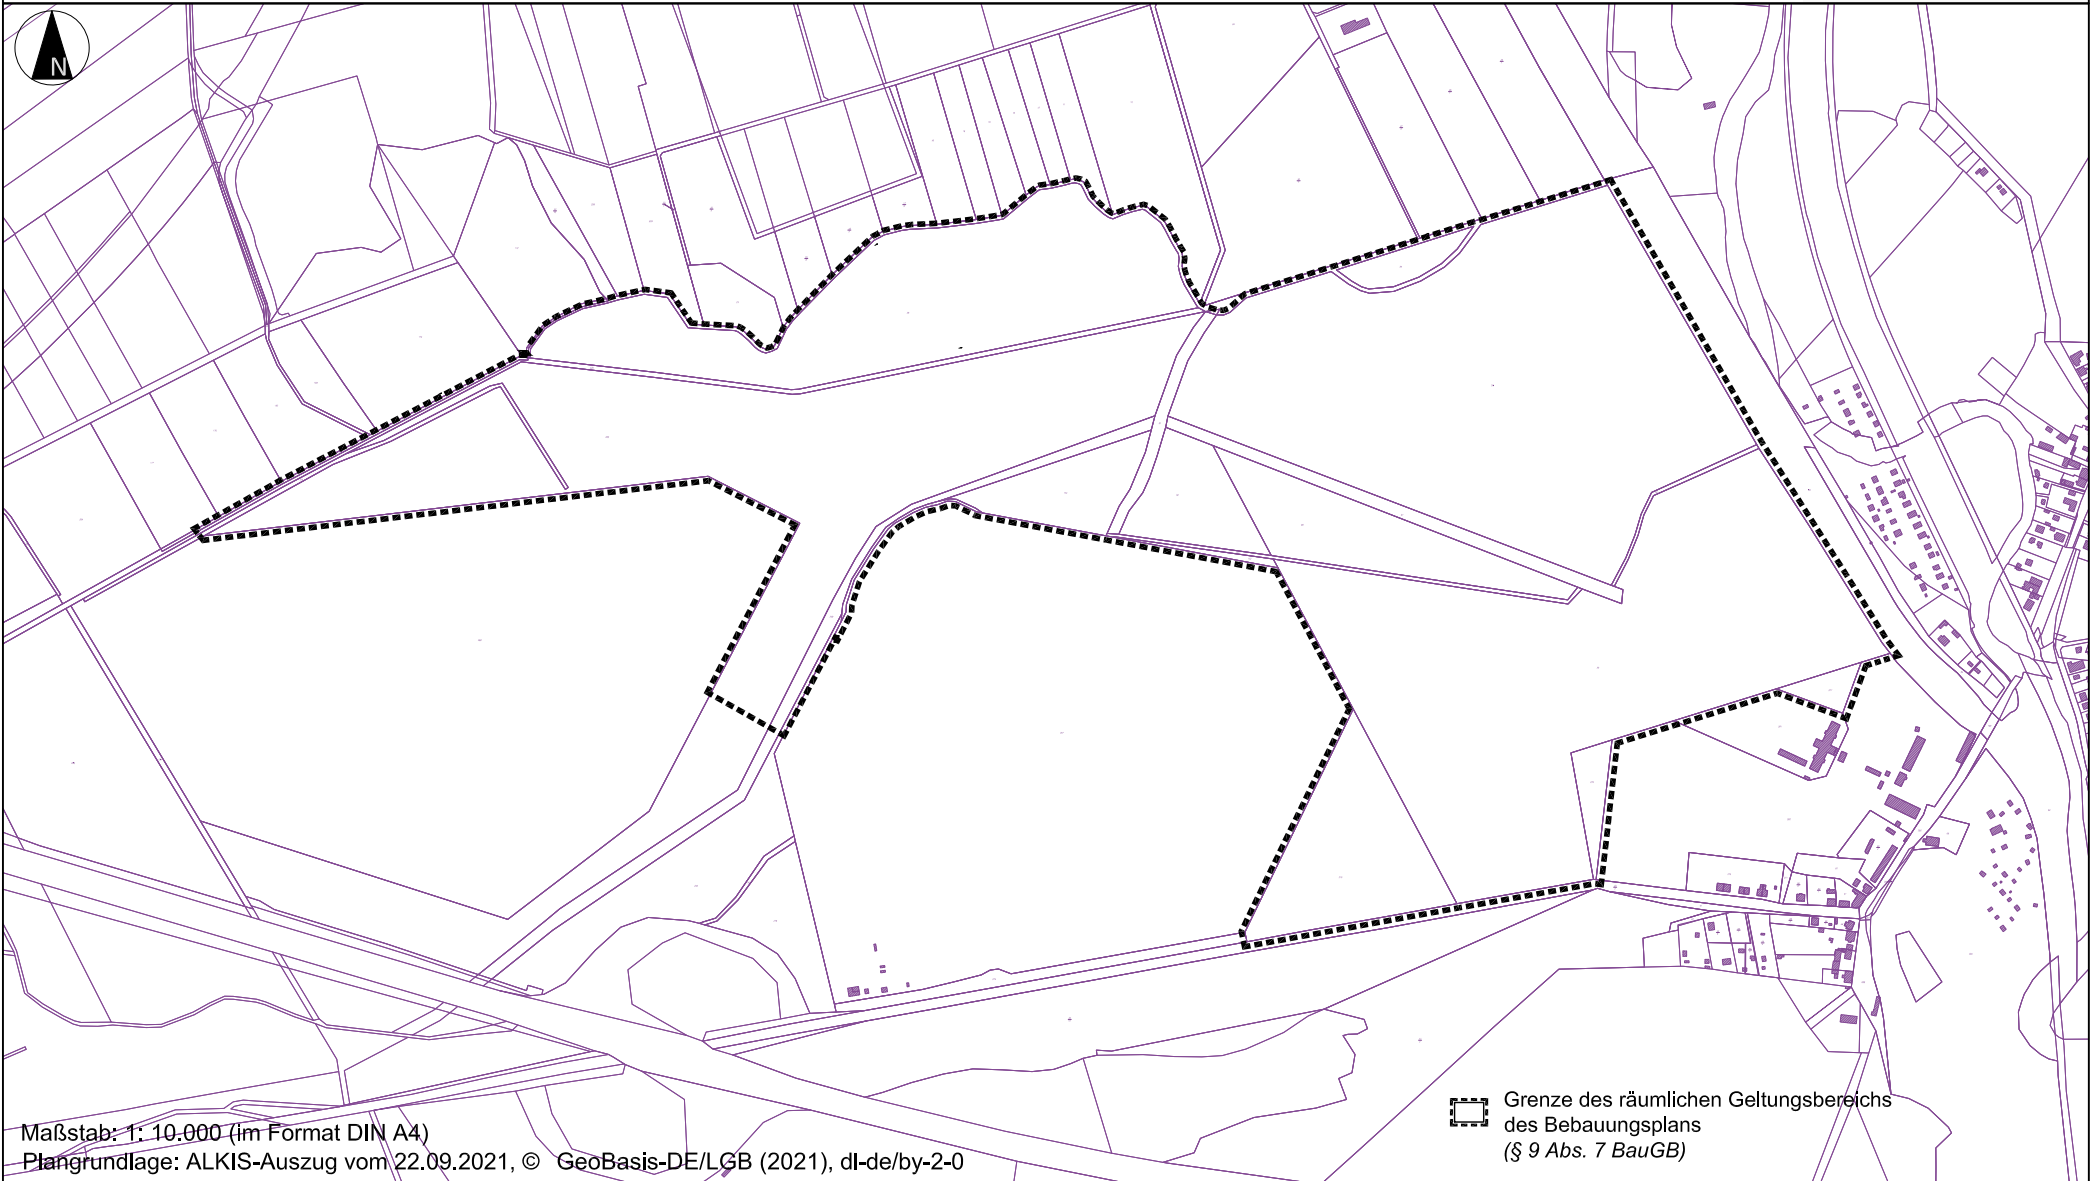 N
Maßstab: 1: 10.000 (im Format DIN A4)
Plangrundlage: ALKIS-Auszug vom 22.09.2021, © GeoBasis-DE/LGB (2021), dl-de/by-2-0
Grenze des räumlichen Geltungsbereichs
des Bebauungsplans
(§ 9 Abs. 7 BauGB)